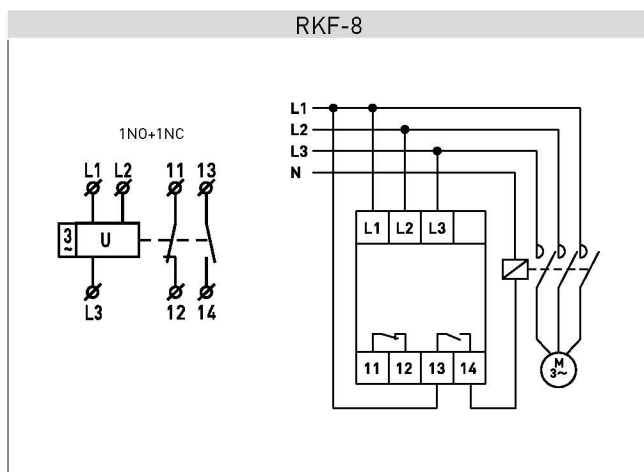 RKF-8
1NO+1NC
L1 L2 11 13
3~ U
L3 12 14
L1
L2
L3
N
L1 L2 L3
11 12 13 14
M
3~